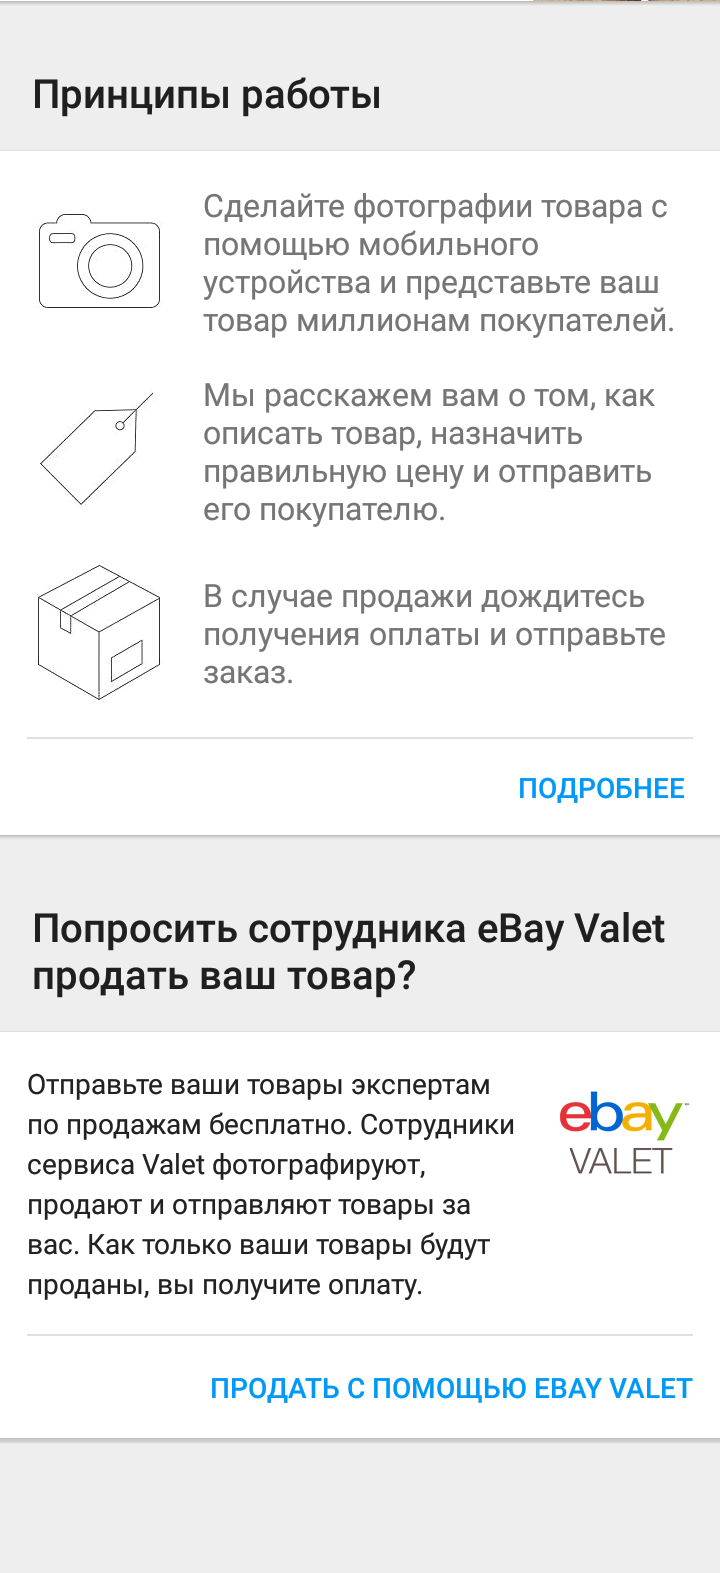 Принципы работы
Сделайте фотографии товара с
помощью мобильного
устройства и представьте ваш
товар миллионам покупателей.
Мы расскажем вам о том, как
описать товар, назначить
правильную цену и отправить
его покупателю.
В случае продажи дождитесь
получения оплаты и отправьте
заказ.
ПОДРОБНЕЕ
Попросить сотрудника eBay Valet
продать ваш товар?
Отправьте ваши товары экспертам
по продажам бесплатно. Сотрудники
сервиса Valet фотографируют,
продают и отправляют товары за
вас. Как только ваши товары будут
проданы, вы получите оплату.
ebay
VALET
ПРОДАТЬ С ПОМОЩЬЮ EBAY VALET